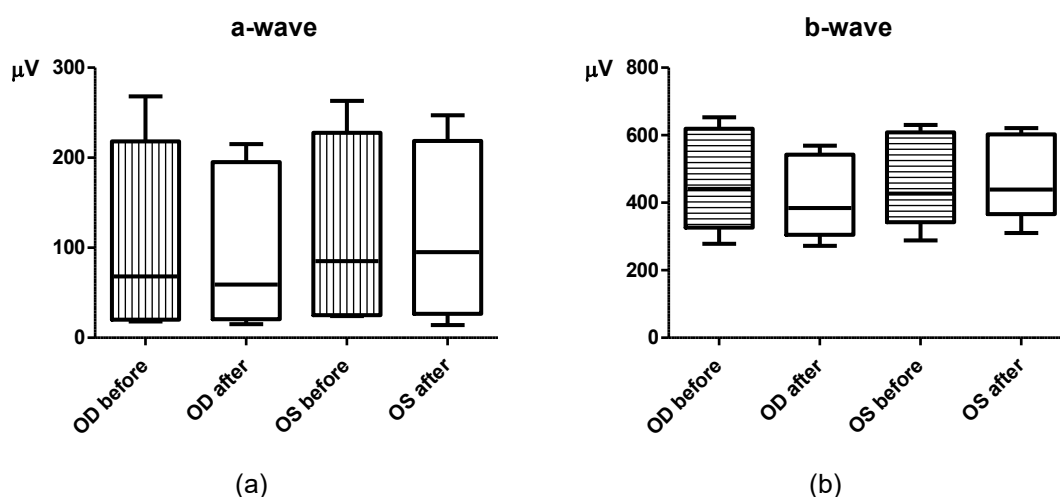 a-wave
μV
300
200
100
0
OD before
OD after
OS before
OS after
(a)
b-wave
μV
800
600
400
200
0
OD before
OD after
OS before
OS after
(b)